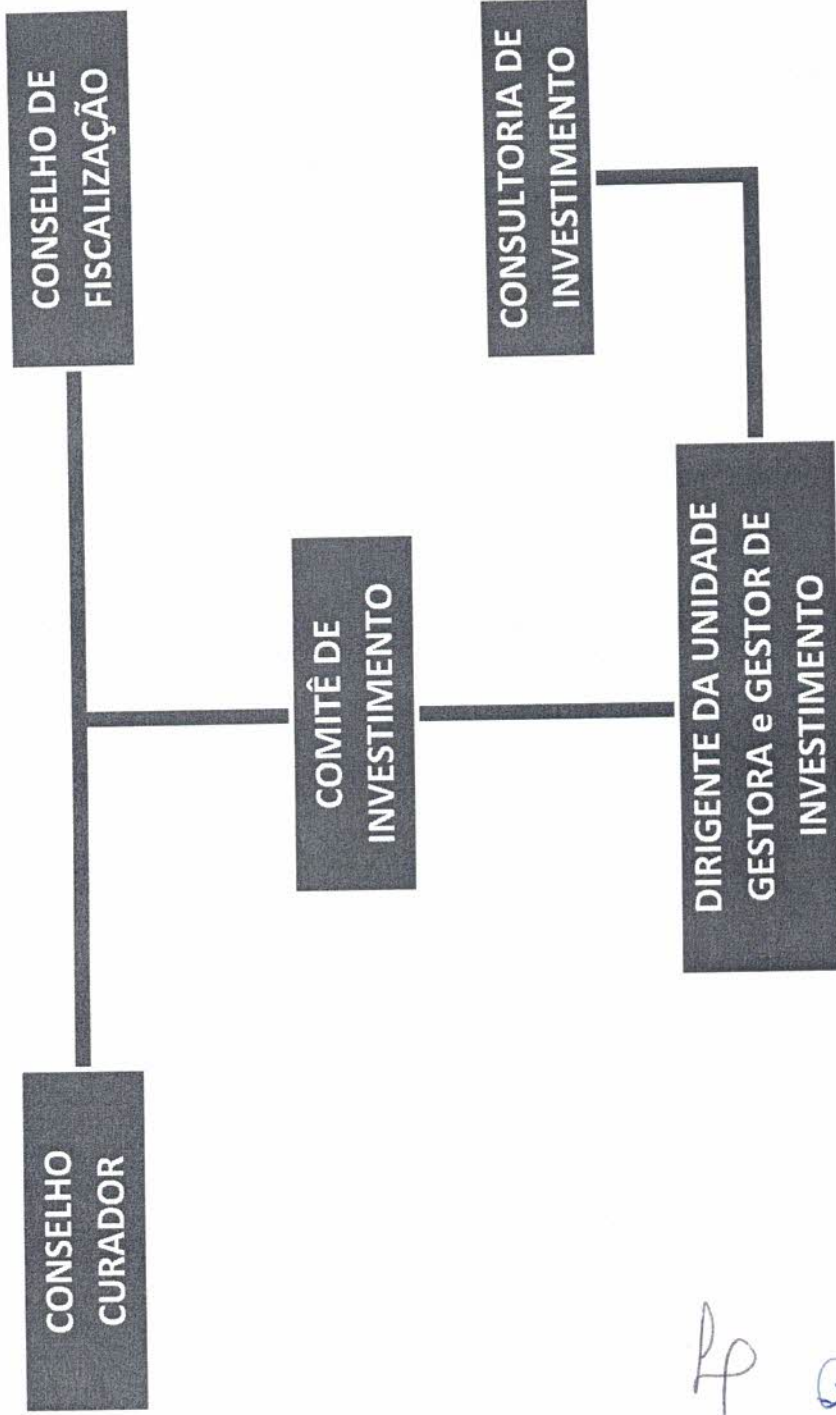 CONSELHO
CURADOR
CONSELHO DE
FISCALIZAÇÃO
COMITÊ DE
INVESTIMENTO
CONSULTORIA DE
INVESTIMENTO
DIRIGENTE DA UNIDADE
GESTORA e GESTOR DE
INVESTIMENTO